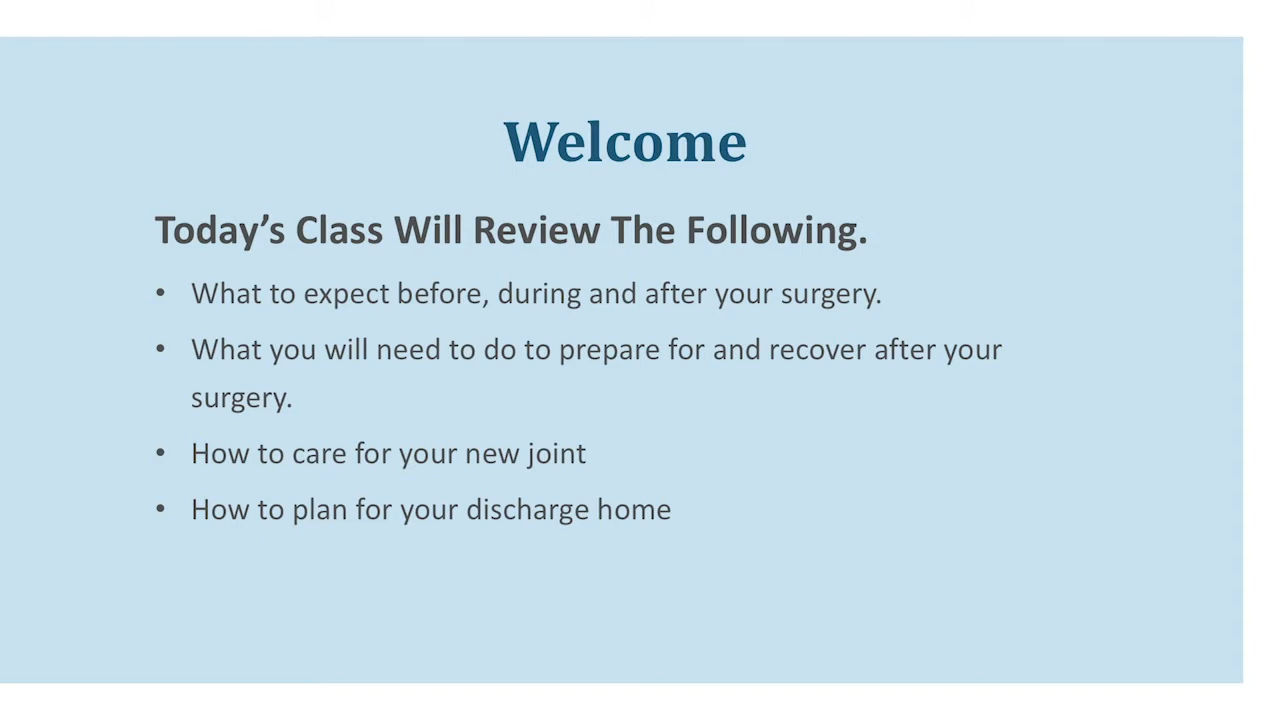 Welcome
Today’s Class Will Review The Following.
• What to expect before, during and after your surgery.
• What you will need to do to prepare for and recover after your
surgery.
• How to care for your new joint
• How to plan for your discharge home